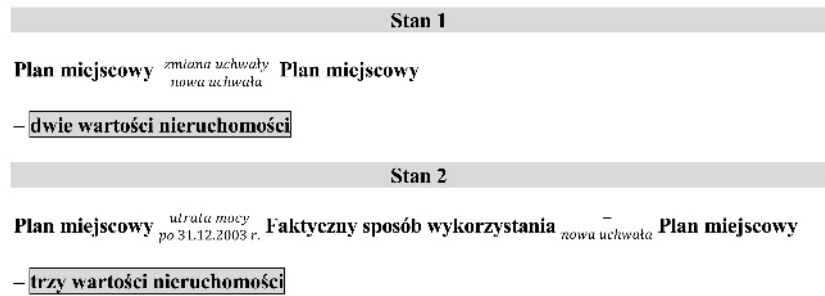 Stan 1
Plan miejscowy zmiana uchwały nowa uchwała Plan miejscowy
– dwie wartości nieruchomości
Stan 2
Plan miejscowy utrata mocy po 31.12.2003 r. Faktyczny sposób wykorzystania – nowa uchwała Plan miejscowy
– trzy wartości nieruchomości